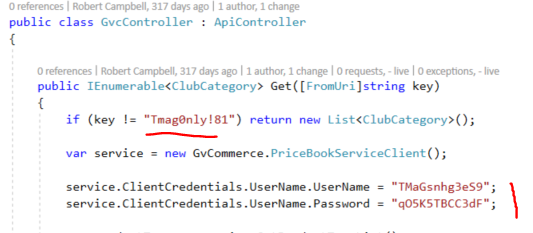 0 references | Robert Campbell, 317 days ago | 1 author, 1 change
public class GvcController : ApiController
{
0 references | Robert Campbell, 317 days ago | 1 author, 1 change | 0 requests, - live | 0 exceptions, - live
public IEnumerable<ClubCategory> Get([FromUri]string key)
{
if (key != "Tmag0nly!81") return new List<ClubCategory>();
var service = new GvCommerce.PriceBookServiceClient();
service.ClientCredentials.UserName.UserName = "TMaGsnhg3eS9";
service.ClientCredentials.UserName.Password = "qO5K5TBCC3dF";